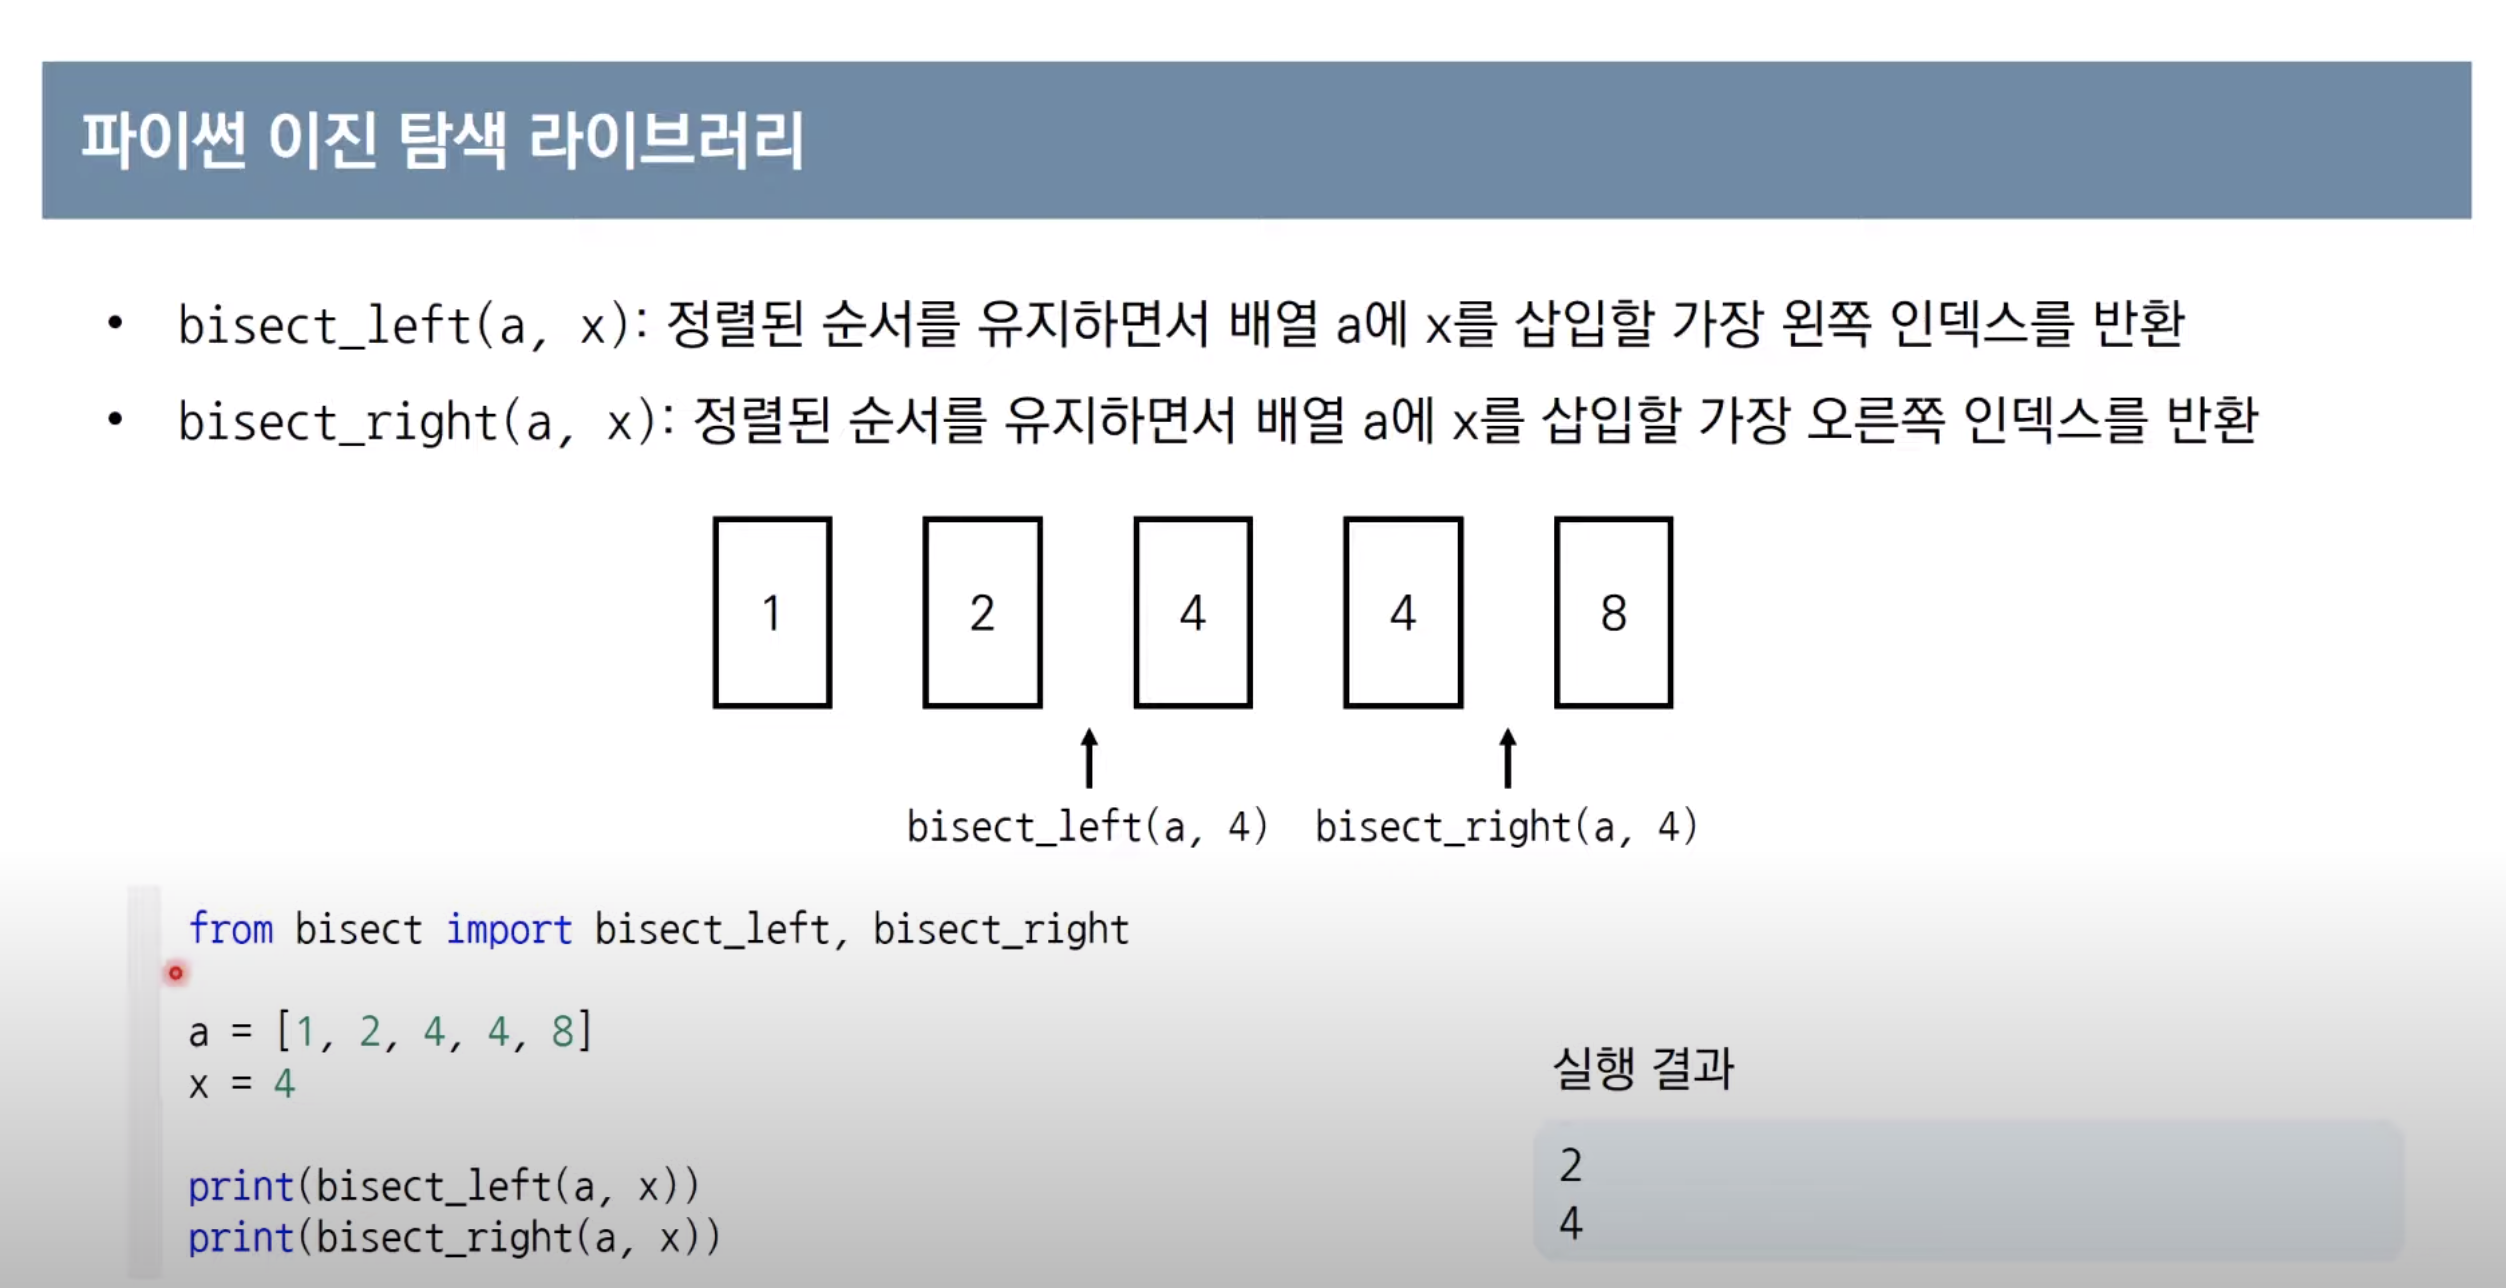 파이썬 이진 탐색 라이브러리
• bisect_left(a, x): 정렬된 순서를 유지하면서 배열 a에 x를 삽입할 가장 왼쪽 인덱스를 반환
• bisect_right(a, x): 정렬된 순서를 유지하면서 배열 a에 x를 삽입할 가장 오른쪽 인덱스를 반환
1 2 4 4 8
bisect_left(a, 4) bisect_right(a, 4)
from bisect import bisect_left, bisect_right
a = [1, 2, 4, 4, 8]
x = 4
print(bisect_left(a, x))
print(bisect_right(a, x))
실행 결과
2
4